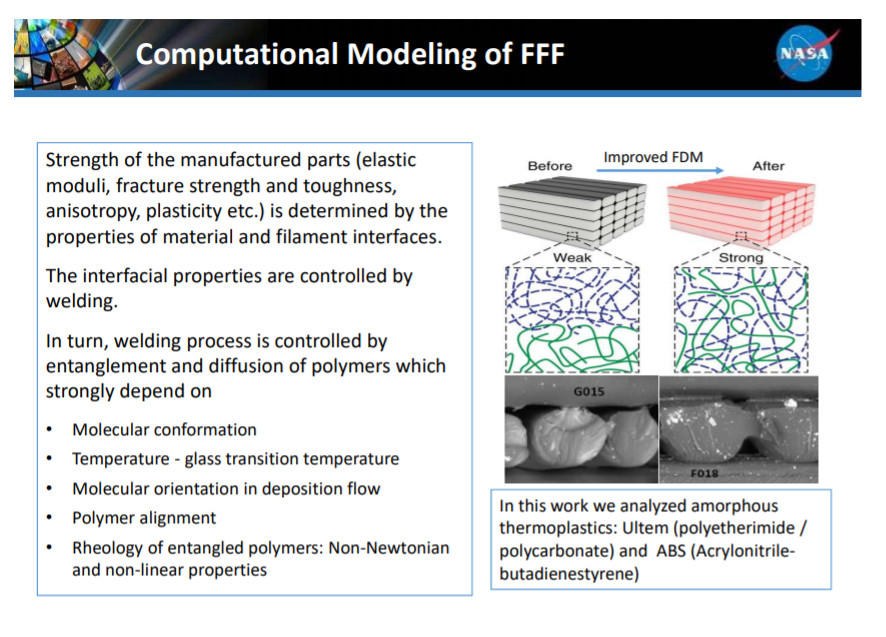 Computational Modeling of FFF
NASA
Strength of the manufactured parts (elastic
moduli, fracture strength and toughness,
anisotropy, plasticity etc.) is determined by the
properties of material and filament interfaces.
The interfacial properties are controlled by
welding.
In turn, welding process is controlled by
entanglement and diffusion of polymers which
strongly depend on
• Molecular conformation
• Temperature - glass transition temperature
• Molecular orientation in deposition flow
• Polymer alignment
• Rheology of entangled polymers: Non-Newtonian
and non-linear properties
Before
Improved FDM
After
Weak
Strong
G015
F018
In this work we analyzed amorphous
thermoplastics: Ultem (polyetherimide /
polycarbonate) and ABS (Acrylonitrile-
butadienestyrene)